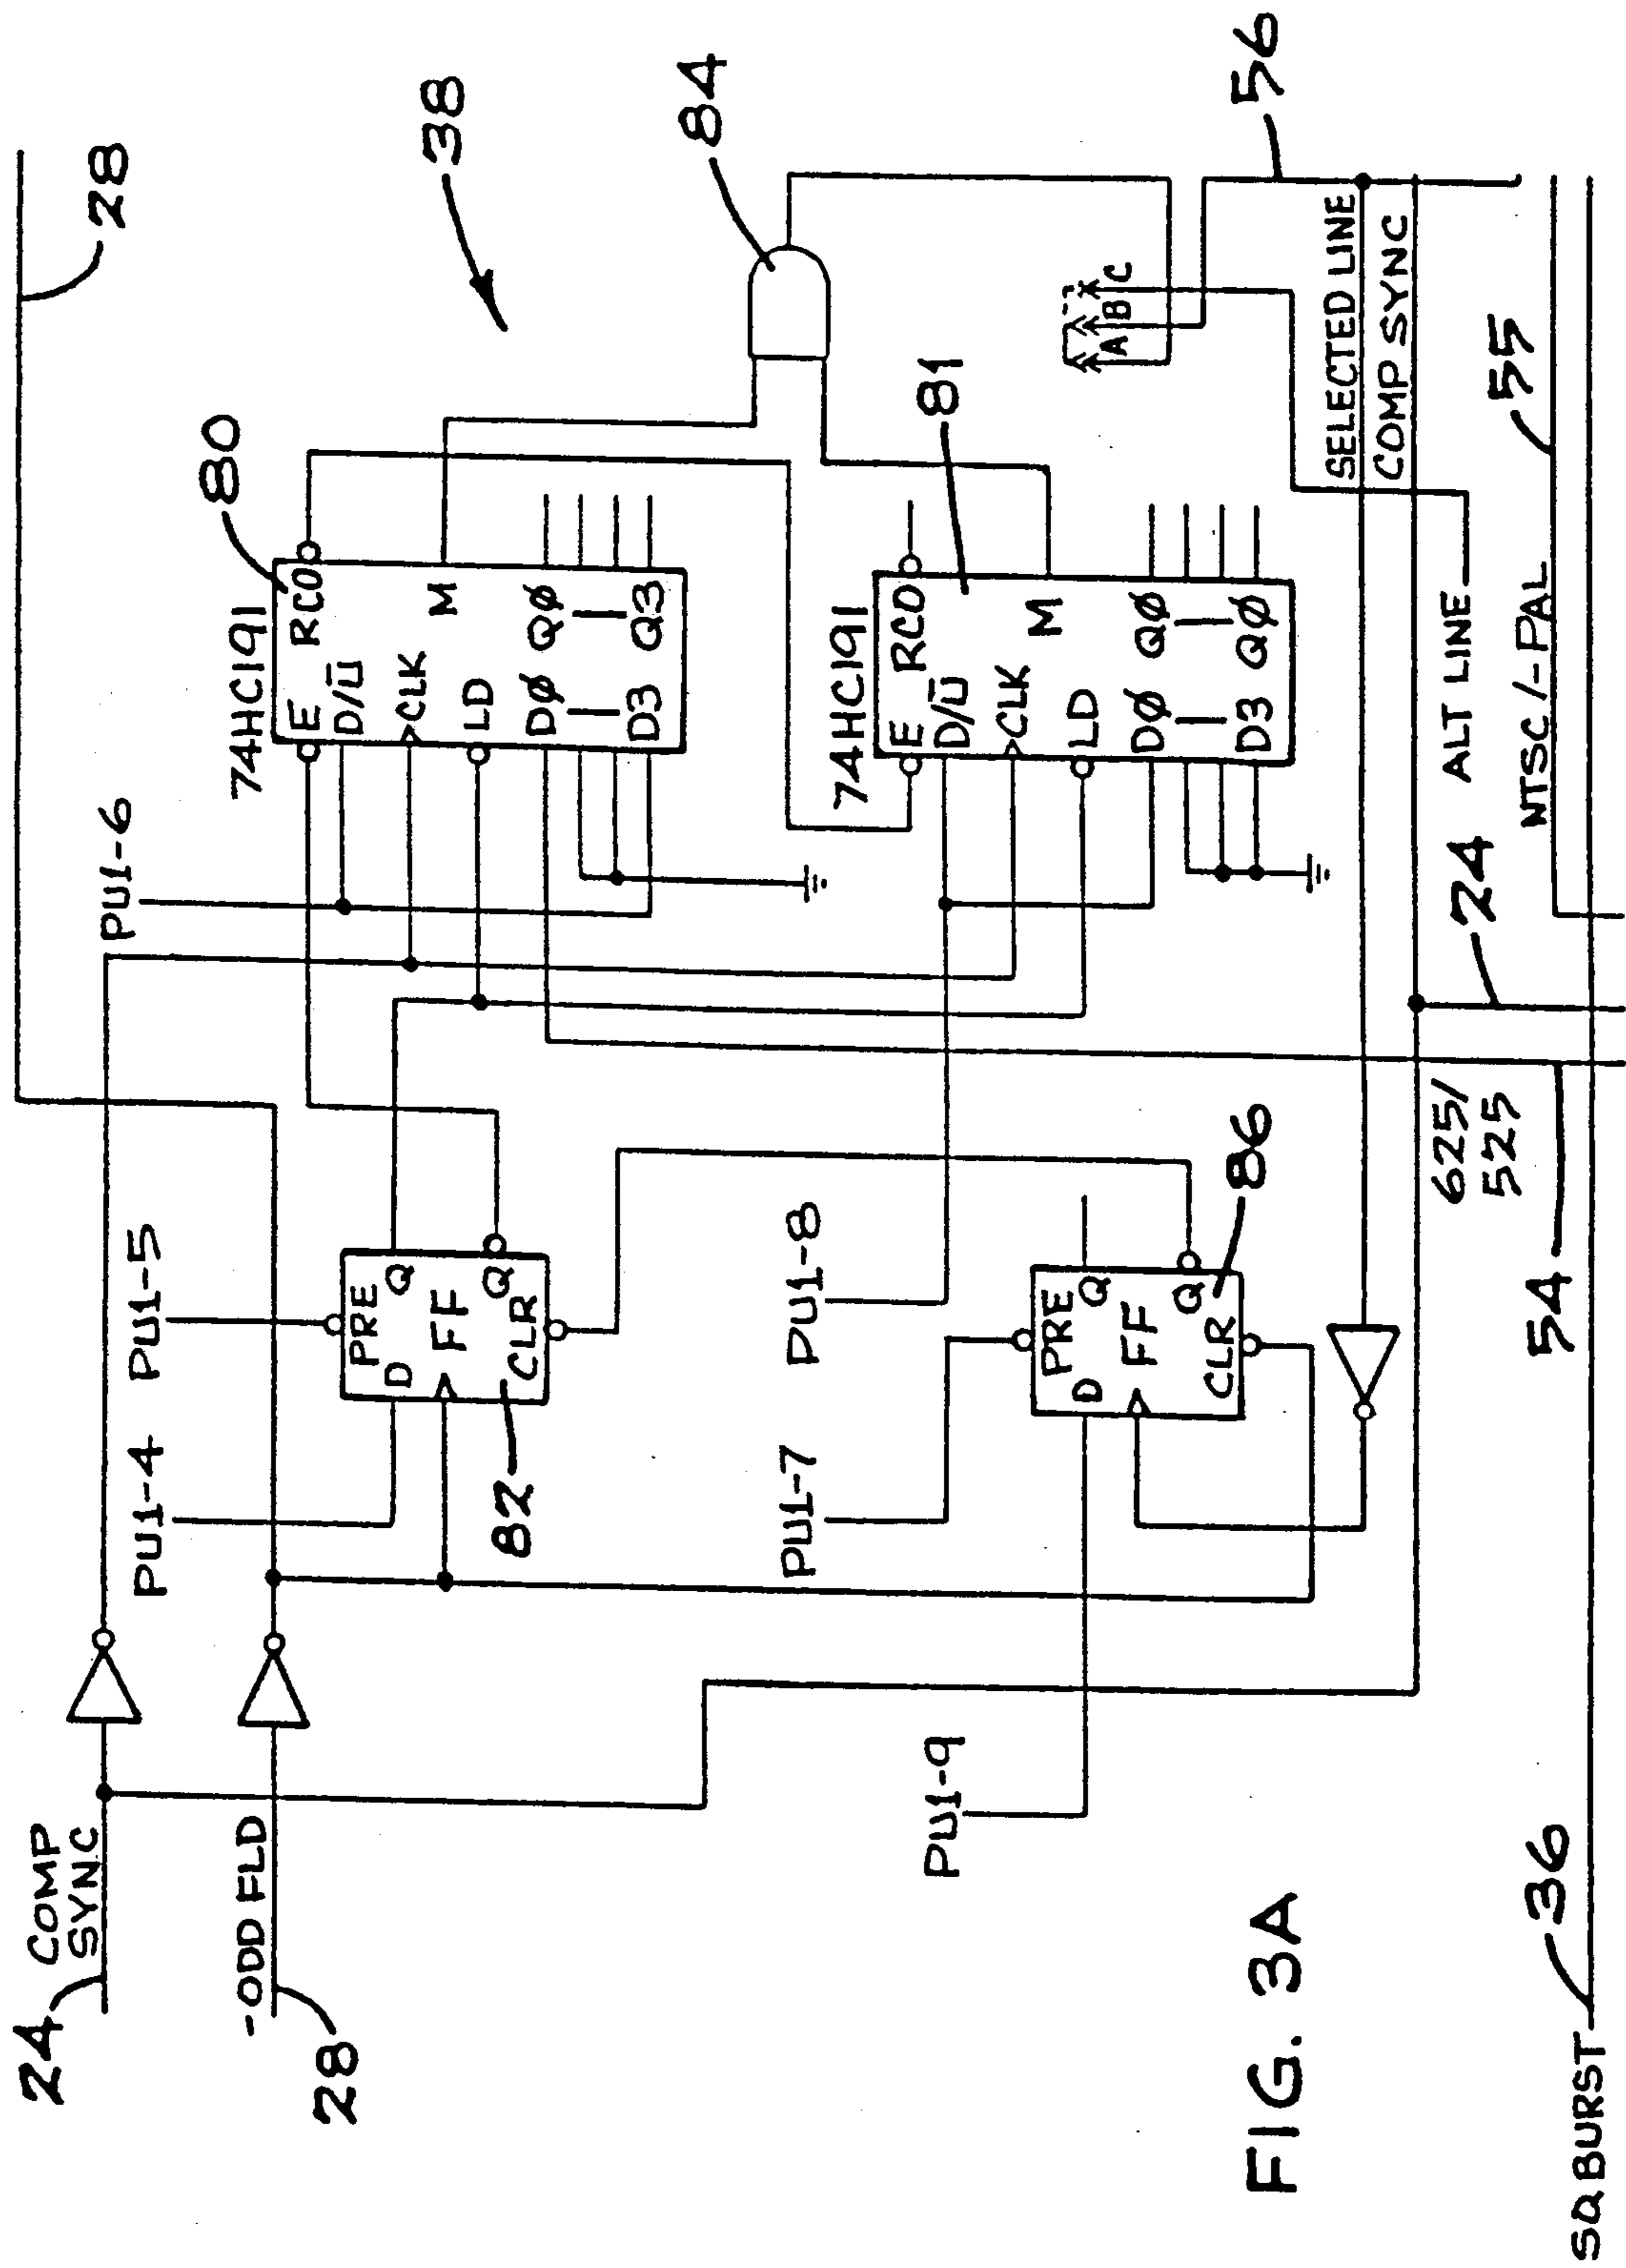 28
38
84
56
80
74HC191
E RCO
D/U̅
CLK
M
LD
DØ QØ
D3 Q3
81
74HC191
E RCO
D/U̅
CLK
M
LD
DØ QØ
D3 QØ
A B C
SELECTED LINE
COMP SYNC
55
ALT LINE
NTSC/-PAL
24
PU1-6
PU1-5
PU1-4
PRE
D Q
FF
CLR Q
82
PU1-8
PU1-7
PRE
D Q
FF
CLR Q
86
PU1-9
625/
525
54
24
COMP
SYNC
-ODD FLD
28
SQBURST
36
FIG. 3A